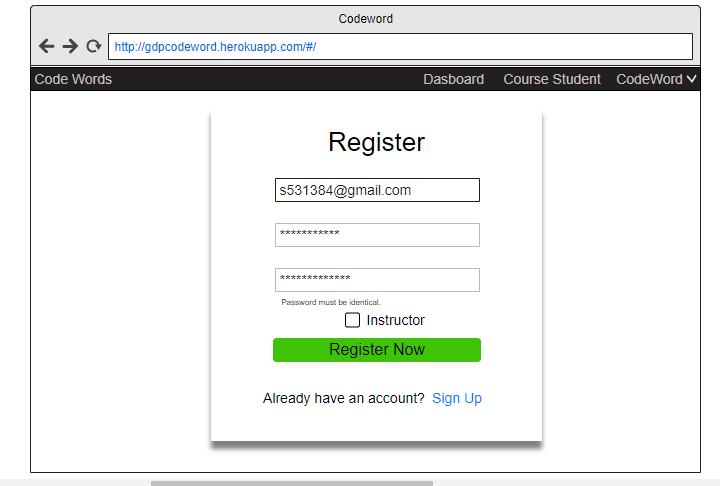 Codeword
http://gdpcodeword.herokuapp.com/#/
Code Words Dasboard Course Student CodeWord
Register
s531384@gmail.com
***********
*************
Password must be identical.
Instructor
Register Now
Already have an account? Sign Up